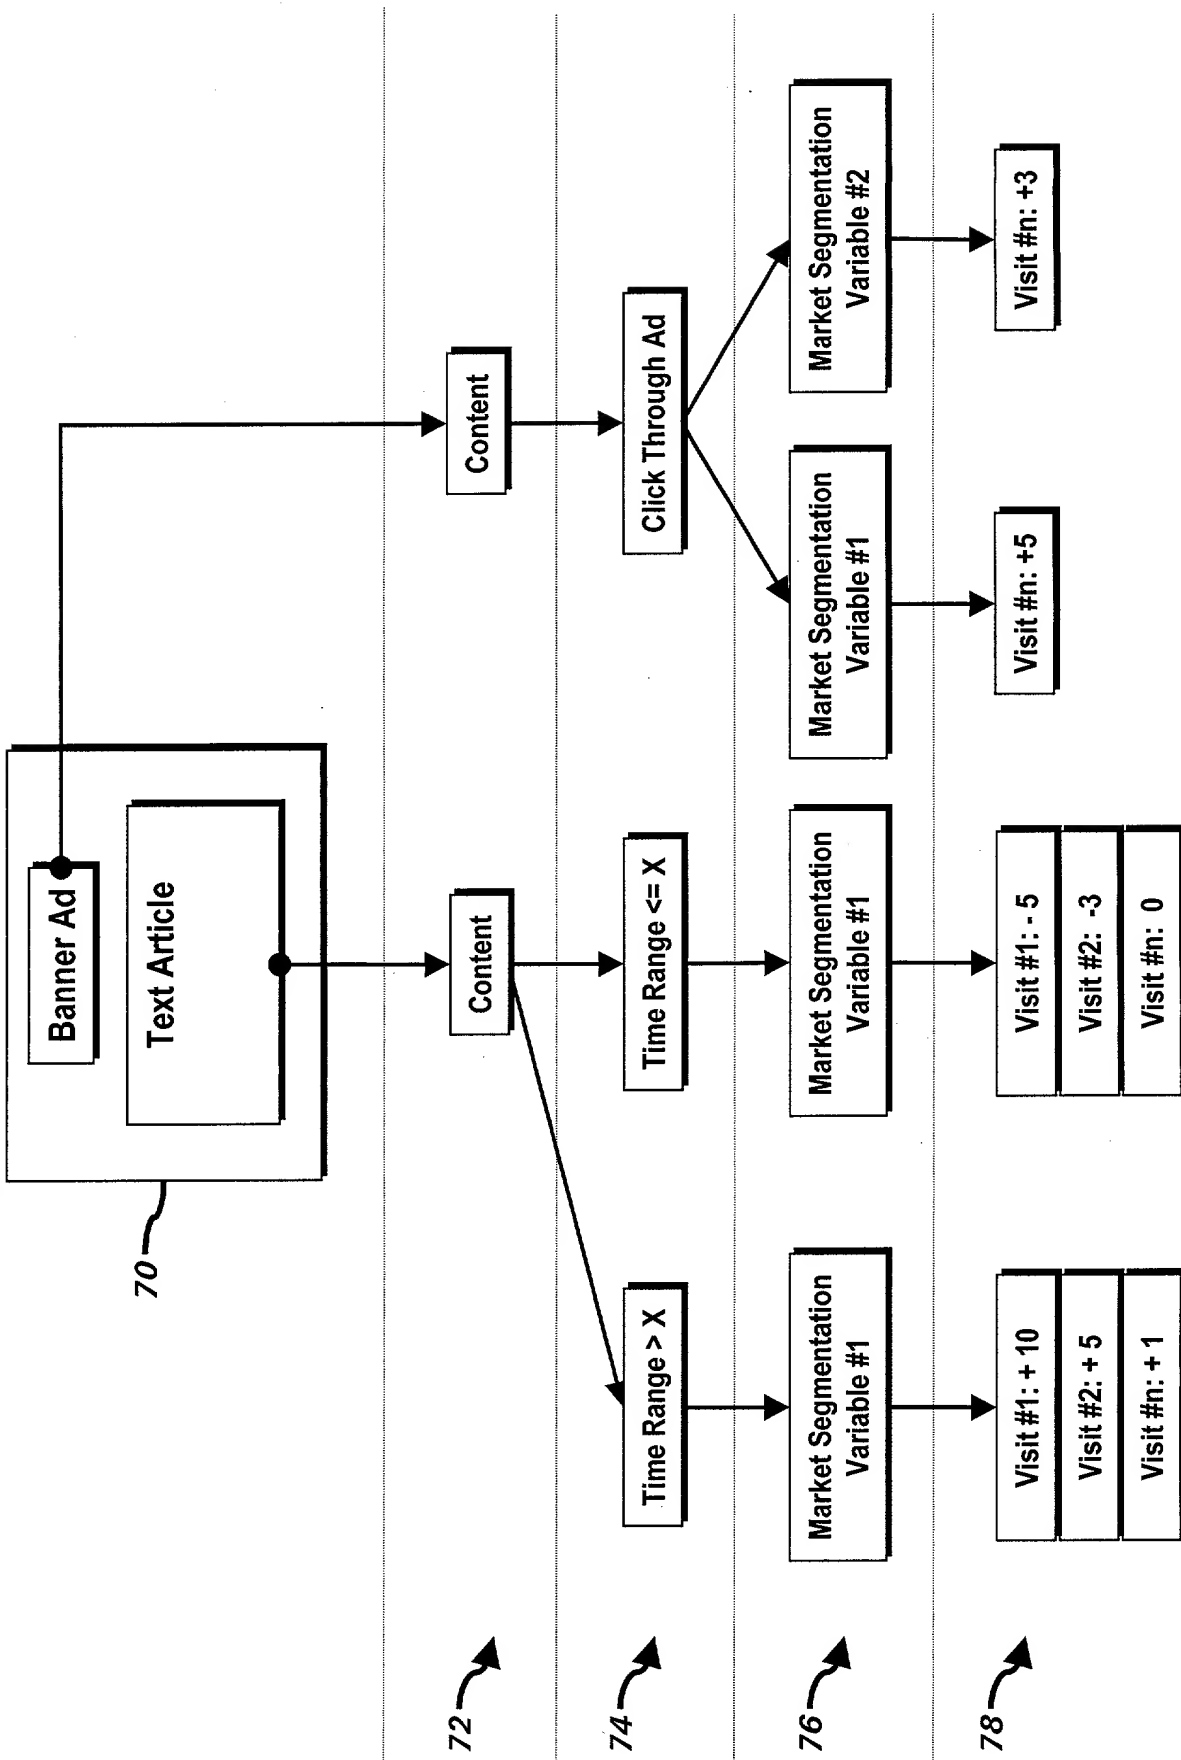 Banner Ad
Text Article
70
72
Content
Content
74
Time Range > X
Time Range <= X
Click Through Ad
76
Market Segmentation
Variable #1
Market Segmentation
Variable #1
Market Segmentation
Variable #1
Market Segmentation
Variable #2
78
Visit #1: + 10
Visit #2: + 5
Visit #n: + 1
Visit #1: - 5
Visit #2: -3
Visit #n: 0
Visit #n: +5
Visit #n: +3